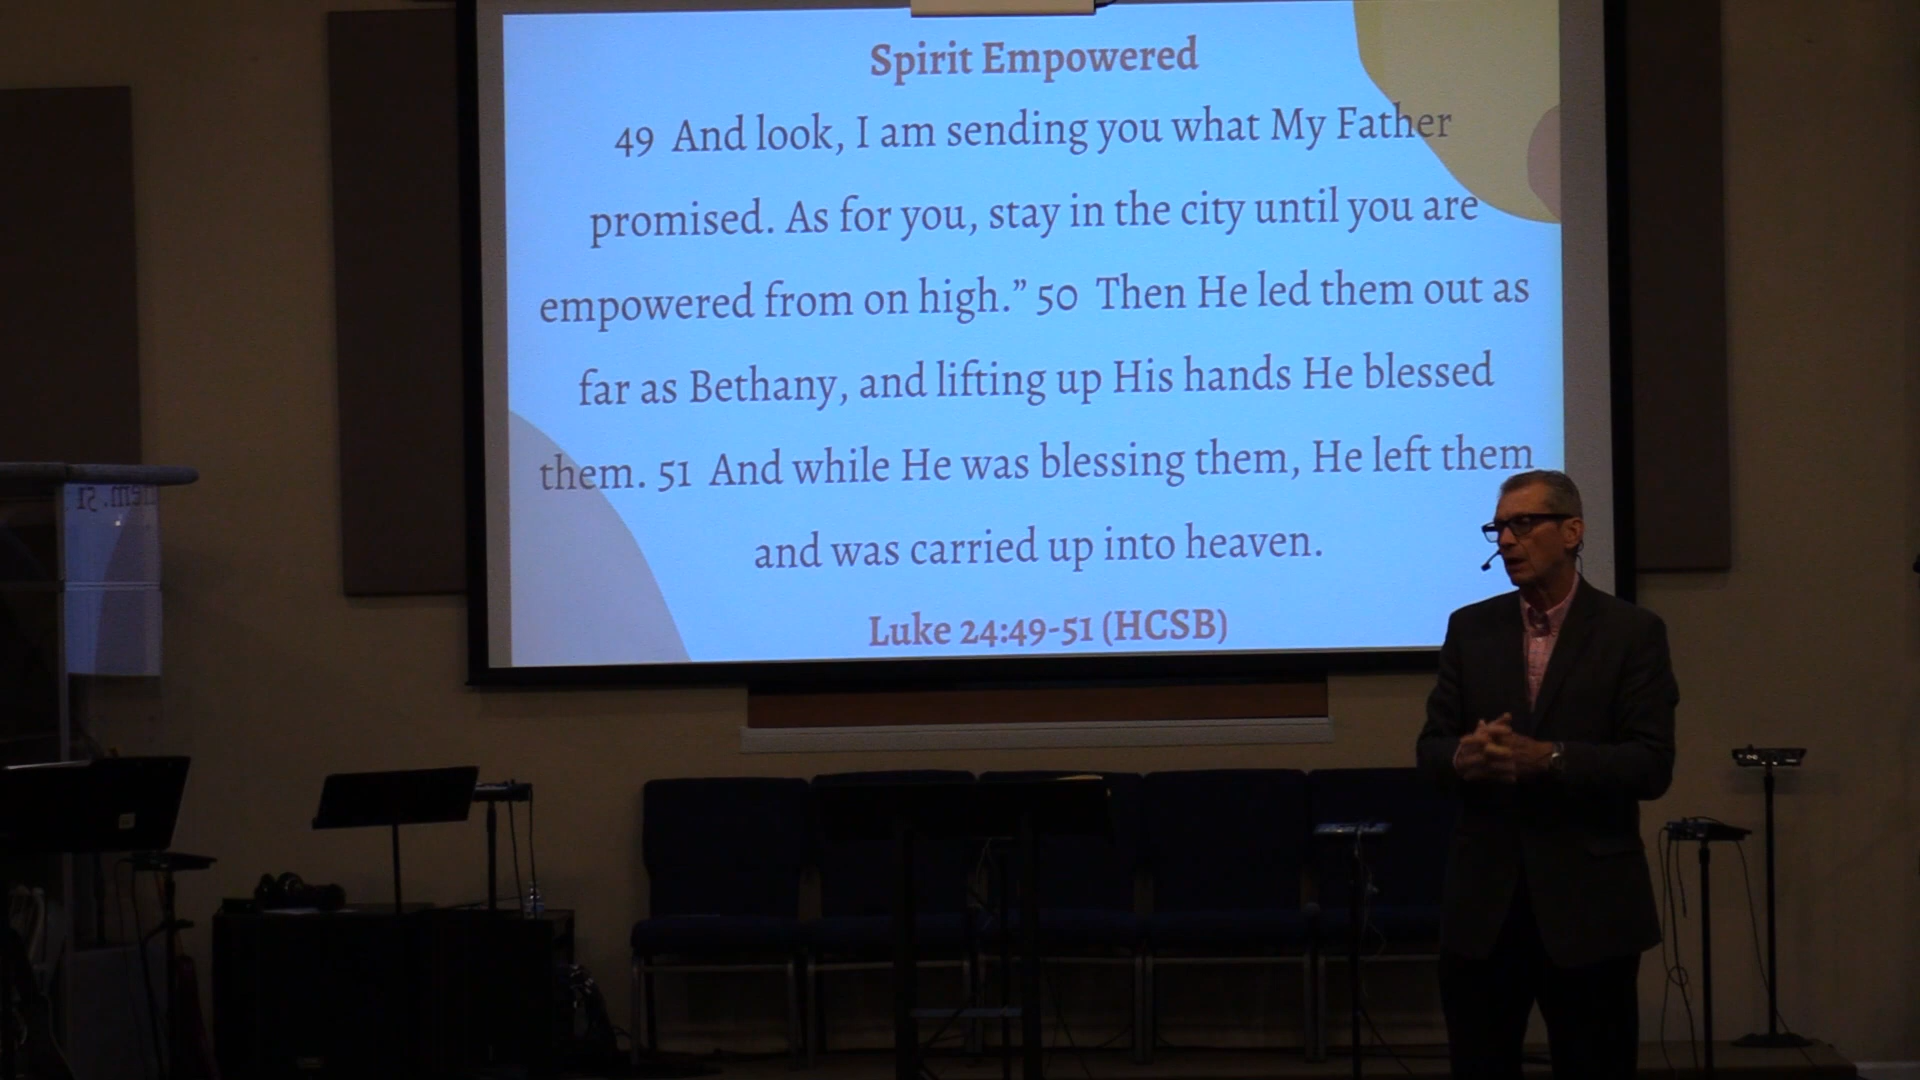 Spirit Empowered
49 And look, I am sending you what My Father
promised. As for you, stay in the city until you are
empowered from on high.” 50 Then He led them out as
far as Bethany, and lifting up His hands He blessed
them. 51 And while He was blessing them, He left them
and was carried up into heaven.
Luke 24:49-51 (HCSB)
them. 51